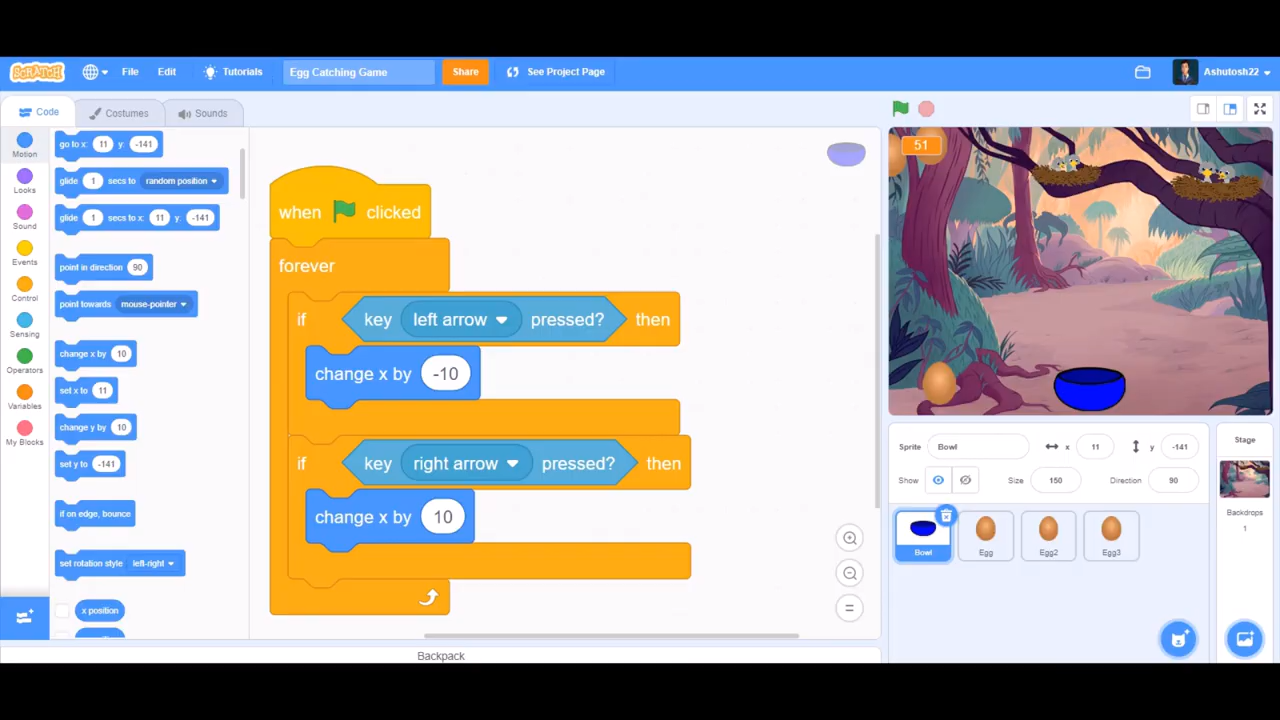 SCRATCH File Edit Tutorials Egg Catching Game Share See Project Page Ashutosh22
Code Costumes Sounds
Motion
Looks
Sound
Events
Control
Sensing
Operators
Variables
My Blocks
go to x: 11 y: -141
glide 1 secs to random position
glide 1 secs to x: 11 y: -141
point in direction 90
point towards mouse-pointer
change x by 10
set x to 11
change y by 10
set y to -141
if on edge, bounce
set rotation style left-right
x position
when clicked
forever
if key left arrow pressed? then
change x by -10
if key right arrow pressed? then
change x by 10
Backpack
51
Sprite Bowl x 11 y -141
Show Size 150 Direction 90
Bowl Egg Egg2 Egg3
Stage
Backdrops
1